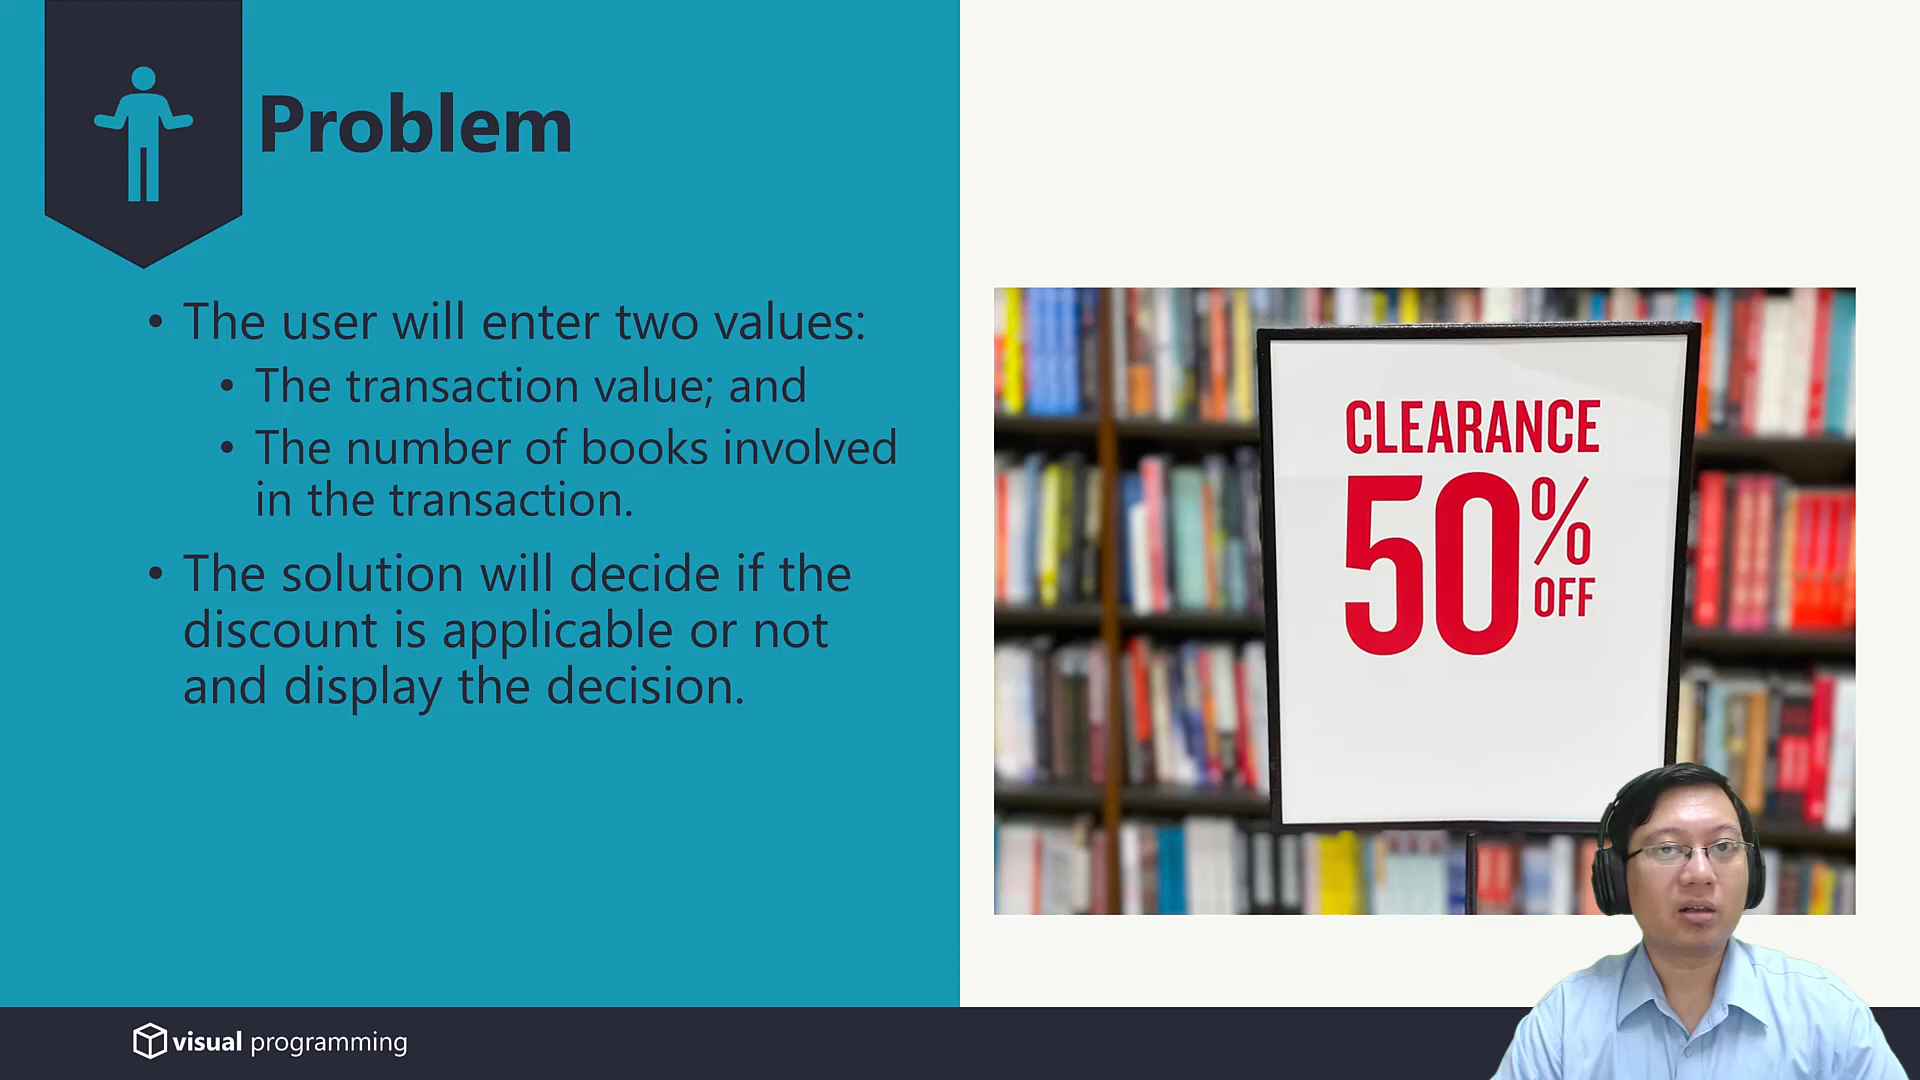 Problem
• The user will enter two values:
• The transaction value; and
• The number of books involved
in the transaction.
• The solution will decide if the
discount is applicable or not
and display the decision.
CLEARANCE
50%
OFF
visual programming